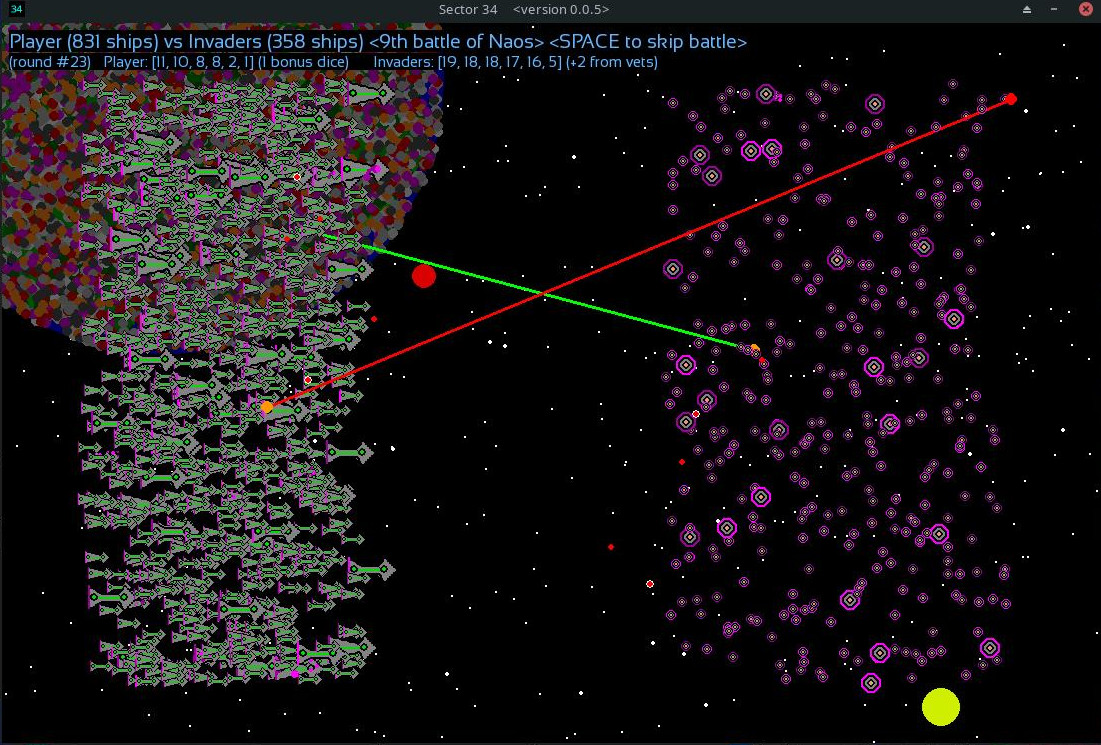 34
Sector 34 <version 0.0.5>
Player (831 ships) vs Invaders (358 ships) <9th battle of Naos> <SPACE to skip battle>
(round #23) Player: [11, 10, 8, 8, 2, 1] (1 bonus dice) Invaders: [19, 18, 18, 17, 16, 5] (+2 from vets)